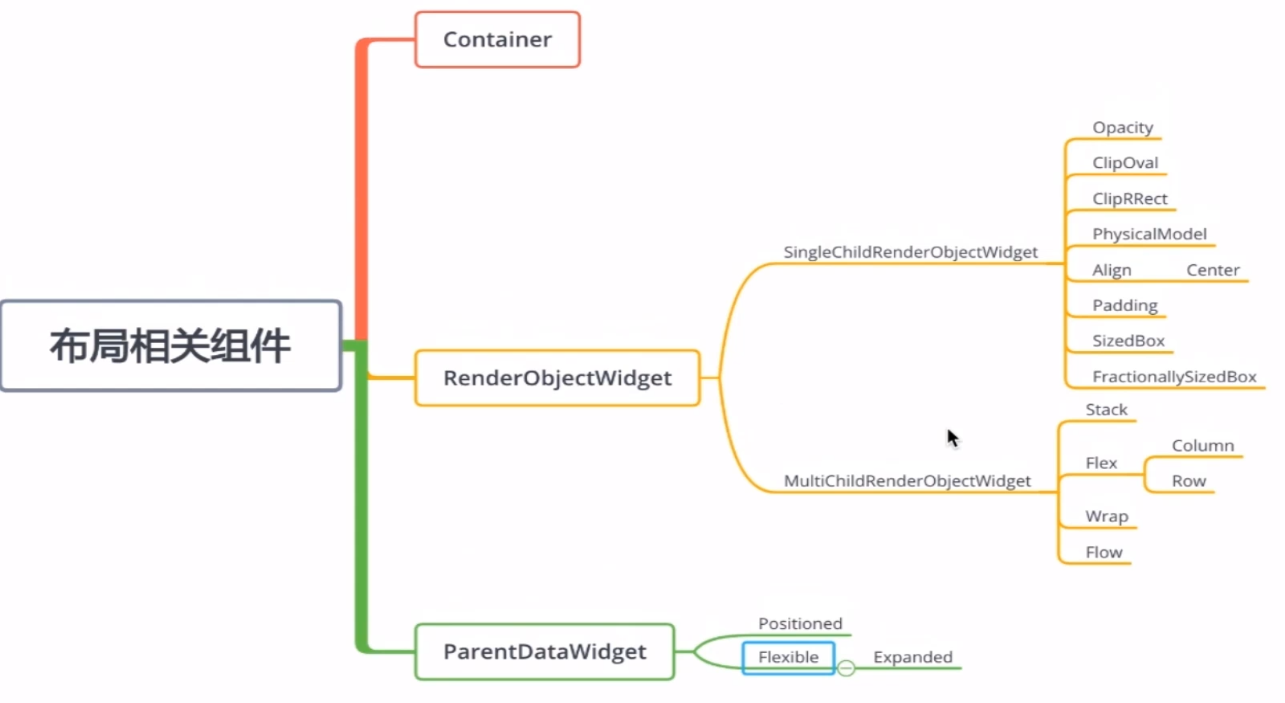 布局相关组件
Container
RenderObjectWidget
SingleChildRenderObjectWidget
Opacity
ClipOval
ClipRRect
PhysicalModel
Align
Center
Padding
SizedBox
FractionallySizedBox
MultiChildRenderObjectWidget
Stack
Flex
Column
Row
Wrap
Flow
ParentDataWidget
Positioned
Flexible
Expanded